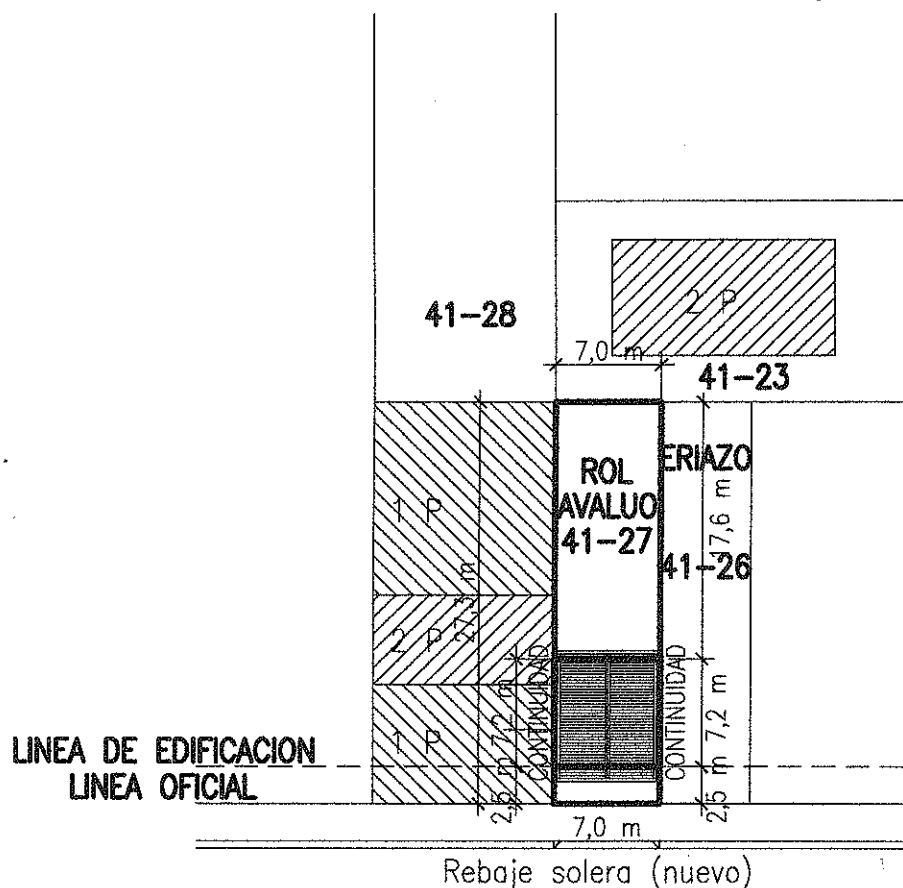 2 P
41-28
7,0 m
41-23
ROL
AVALUO
41-27
ERIAZO
17,6 m
41-26
1 P
27,3 m
2 P
CONTINUIDAD
7,2 m
2,5 m
1 P
CONTINUIDAD
7,2 m
2,5 m
LINEA DE EDIFICACION
LINEA OFICIAL
7,0 m
Rebaje solera (nuevo)